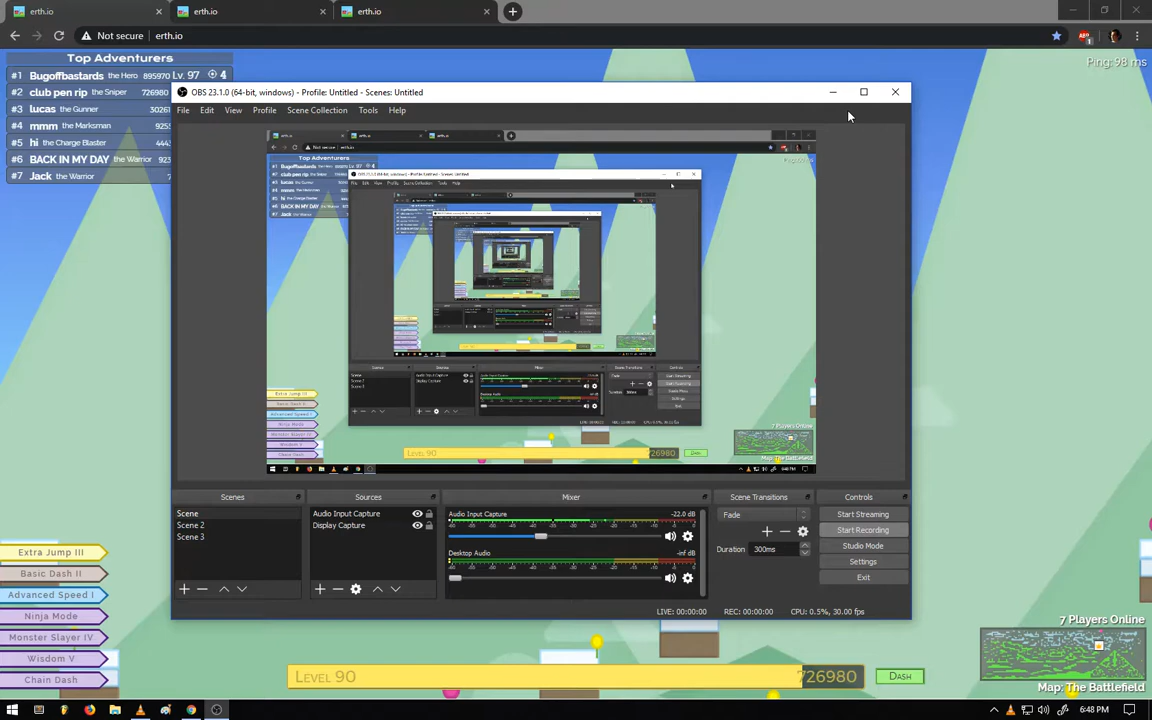 erth.io
erth.io
erth.io
Not secure
erth.io
Ping:98 ms
Top Adventurers
#1 Bugoffbastards the Hero 895970 Lv. 97 4
#2 club pen rip the Sniper 726980
#3 lucas the Gunner 30261
#4 mmm the Marksman 9255
#5 hi the Charge Blaster
#6 BACK IN MY DAY the Warrior 923
#7 Jack the Warrior 7
OBS 23.1.0 (64-bit, windows) - Profile: Untitled - Scenes: Untitled
File Edit View Profile Scene Collection Tools Help
Scenes
Scene
Scene 2
Scene 3
Sources
Audio Input Capture
Display Capture
Mixer
Audio Input Capture
-22.0 dB
Desktop Audio
-inf dB
Scene Transitions
Fade
Duration 300ms
Controls
Start Streaming
Start Recording
Studio Mode
Settings
Exit
LIVE: 00:00:00 REC: 00:00:00 CPU: 0.5%, 30.00 fps
Extra Jump III
Basic Dash II
Advanced Speed I
Ninja Mode
Monster Slayer IV
Wisdom V
Chain Dash
Level 90
726980
Dash
7 Players Online
Map: The Battlefield
6:48 PM